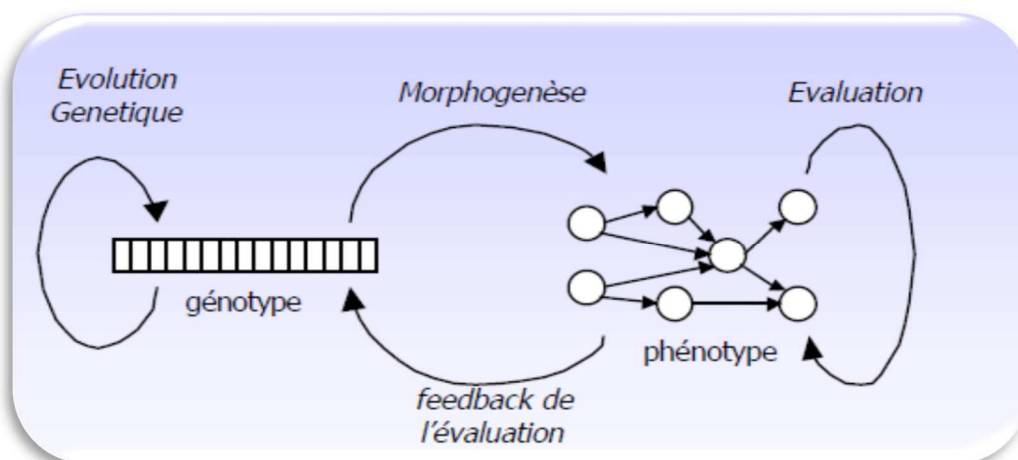 Evolution
Genetique
Morphogenèse
Evaluation
génotype
phénotype
feedback de
l'évaluation